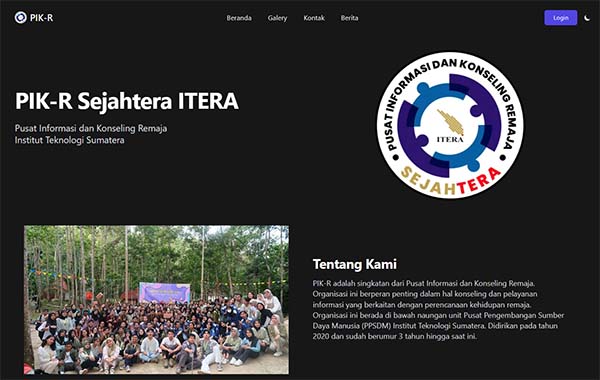 PIK-R
Beranda
Galery
Kontak
Berita
Login
PIK-R Sejahtera ITERA
Pusat Informasi dan Konseling Remaja
Institut Teknologi Sumatera
PUSAT INFORMASI DAN KONSELING REMAJA
ITERA
SEJAHTERA
Tentang Kami
PIK-R adalah singkatan dari Pusat Informasi dan Konseling Remaja.
Organisasi ini berperan penting dalam hal konseling dan pelayanan
informasi yang berkaitan dengan perencanaan kehidupan remaja.
Organisasi ini berada di bawah naungan unit Pusat Pengembangan Sumber
Daya Manusia (PPSDM) Institut Teknologi Sumatera. Didirikan pada tahun
2020 dan sudah berumur 3 tahun hingga saat ini.